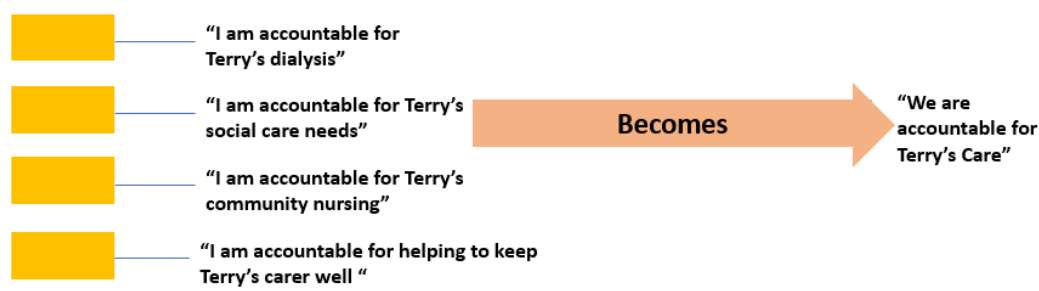 “I am accountable for
Terry’s dialysis”
“I am accountable for Terry’s
social care needs”
“I am accountable for Terry’s
community nursing”
“I am accountable for helping to keep
Terry’s carer well “
Becomes
“We are
accountable for
Terry’s Care”